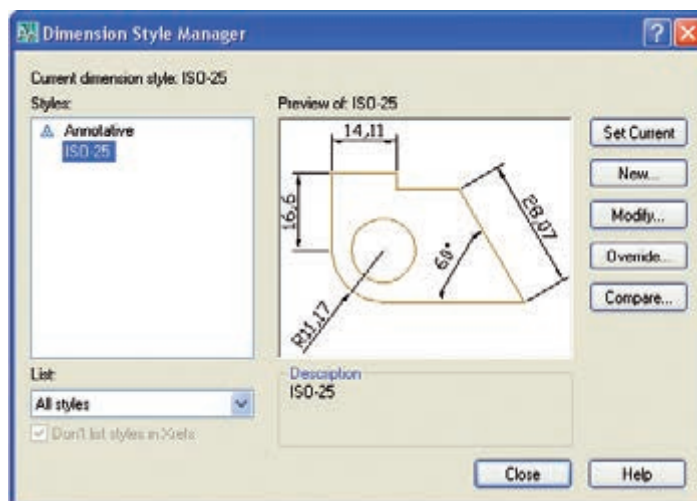 Dimension Style Manager
Current dimension style: ISO-25
Styles:
Annotative
ISO-25
Preview of: ISO-25
14,11
16,6
28,07
60°
R11,17
Set Current
New...
Modify...
Override...
Compare...
List:
All styles
Don't list styles in Xrefs
Description
ISO-25
Close
Help